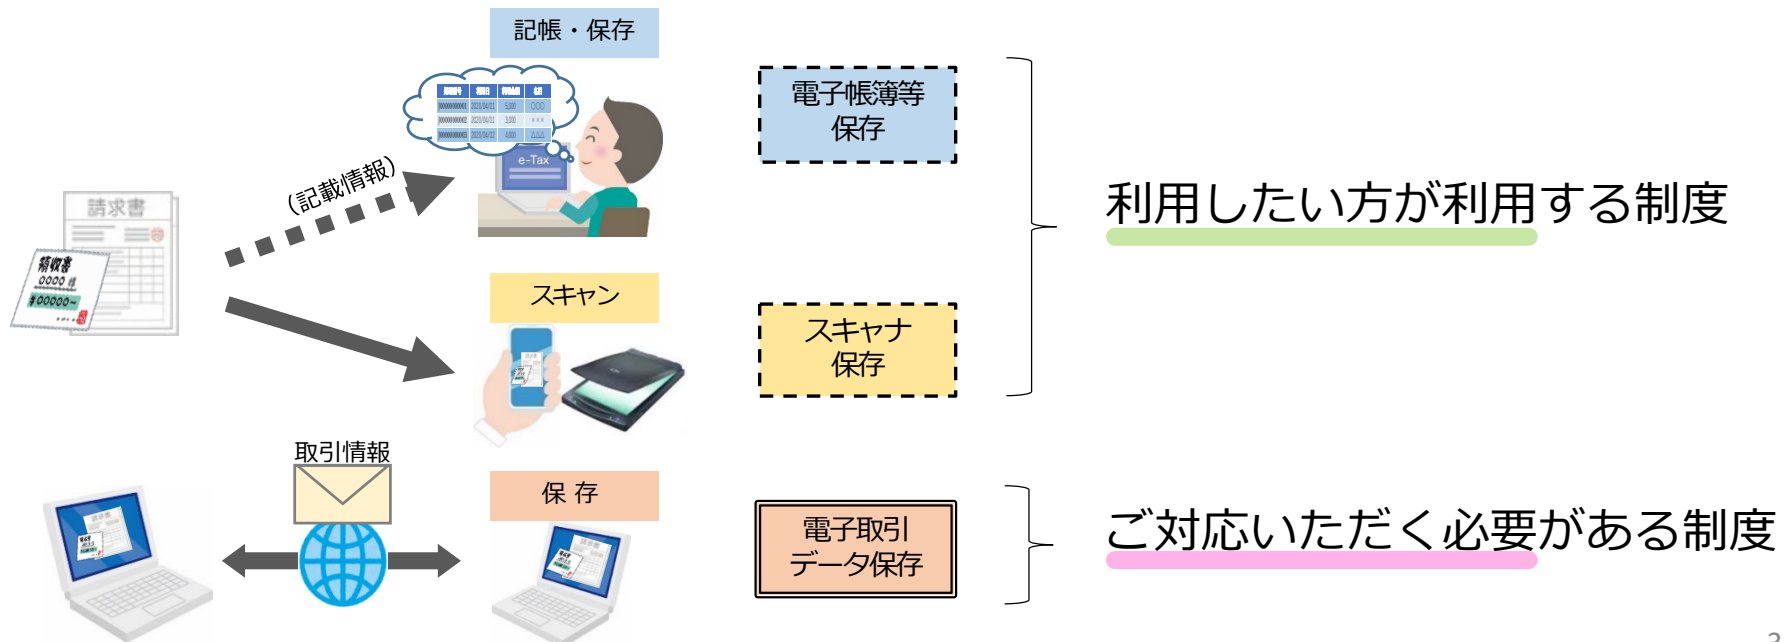 記帳・保存
e-Tax
(記載情報)
請求書
領収書
スキャン
取引情報
保 存
電子帳簿等
保存
スキャナ
保存
電子取引
データ保存
利用したい方が利用する制度
ご対応いただく必要がある制度